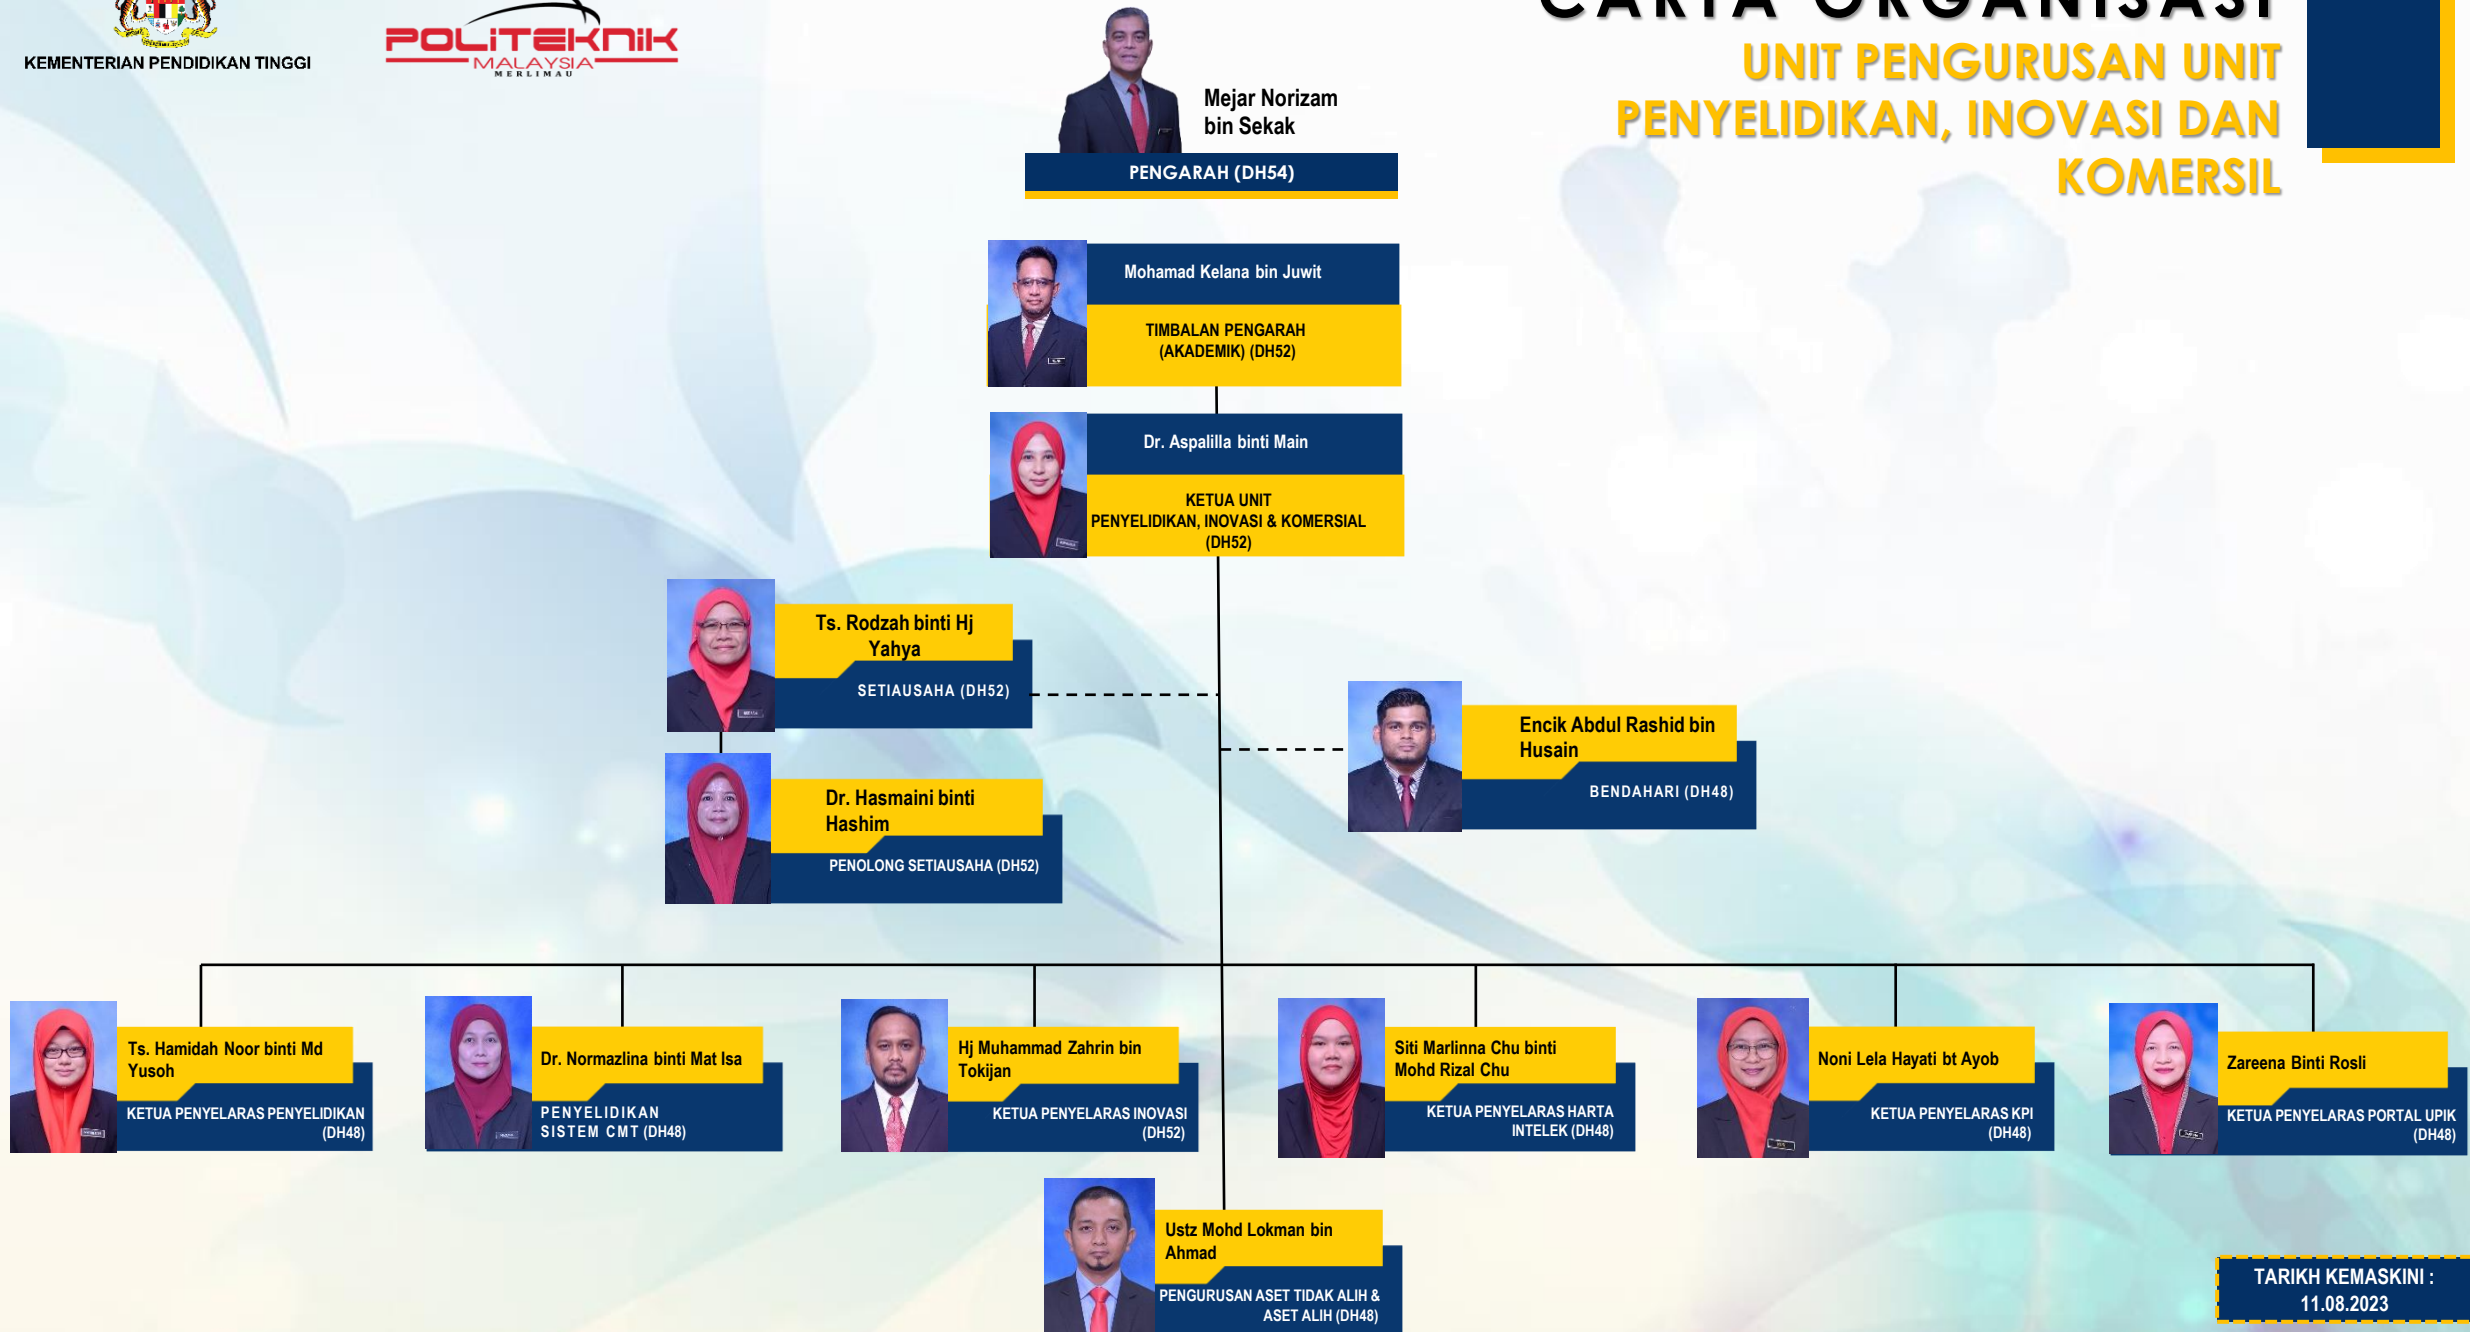 CARTA ORGANISASI
UNIT PENGURUSAN UNIT
PENYELIDIKAN, INOVASI DAN
KOMERSIL
KEMENTERIAN PENDIDIKAN TINGGI
POLITEKNIK
MALAYSIA
MERLIMAU
Mejar Norizam
bin Sekak
PENGARAH (DH54)
Mohamad Kelana bin Juwit
TIMBALAN PENGARAH
(AKADEMIK) (DH52)
Dr. Aspalilla binti Main
KETUA UNIT
PENYELIDIKAN, INOVASI & KOMERSIAL
(DH52)
Ts. Rodzah binti Hj
Yahya
SETIAUSAHA (DH52)
Encik Abdul Rashid bin
Husain
BENDAHARI (DH48)
Dr. Hasmaini binti
Hashim
PENOLONG SETIAUSAHA (DH52)
Ts. Hamidah Noor binti Md
Yusoh
KETUA PENYELARAS PENYELIDIKAN
(DH48)
Dr. Normazlina binti Mat Isa
PENYELIDIKAN
SISTEM CMT (DH48)
Hj Muhammad Zahrin bin
Tokijan
KETUA PENYELARAS INOVASI
(DH52)
Siti Marlinna Chu binti
Mohd Rizal Chu
KETUA PENYELARAS HARTA
INTELEK (DH48)
Noni Lela Hayati bt Ayob
KETUA PENYELARAS KPI
(DH48)
Zareena Binti Rosli
KETUA PENYELARAS PORTAL UPIK
(DH48)
Ustz Mohd Lokman bin
Ahmad
PENGURUSAN ASET TIDAK ALIH &
ASET ALIH (DH48)
TARIKH KEMASKINI :
11.08.2023